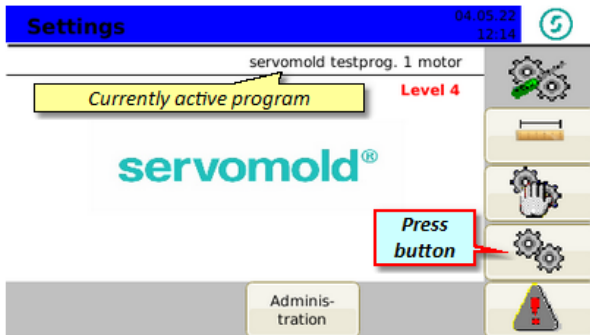 Settings
04.05.22
12:14
servomold testprog. 1 motor
Currently active program
Level 4
servomold®
Press
button
Adminis-
tration